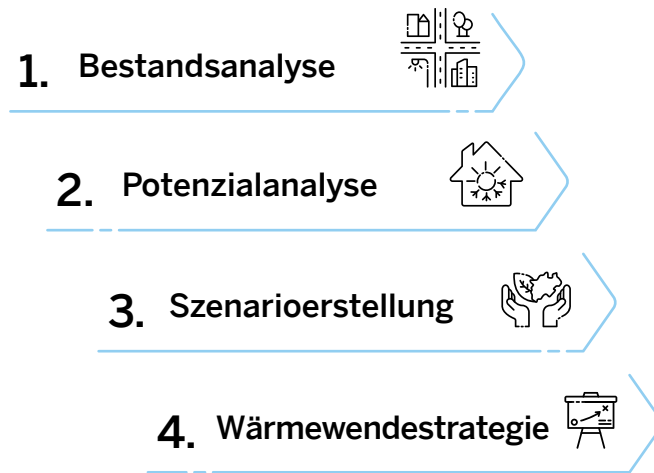 1. Bestandsanalyse
2. Potenzialanalyse
3. Szenarioerstellung
4. Wärmewendestrategie